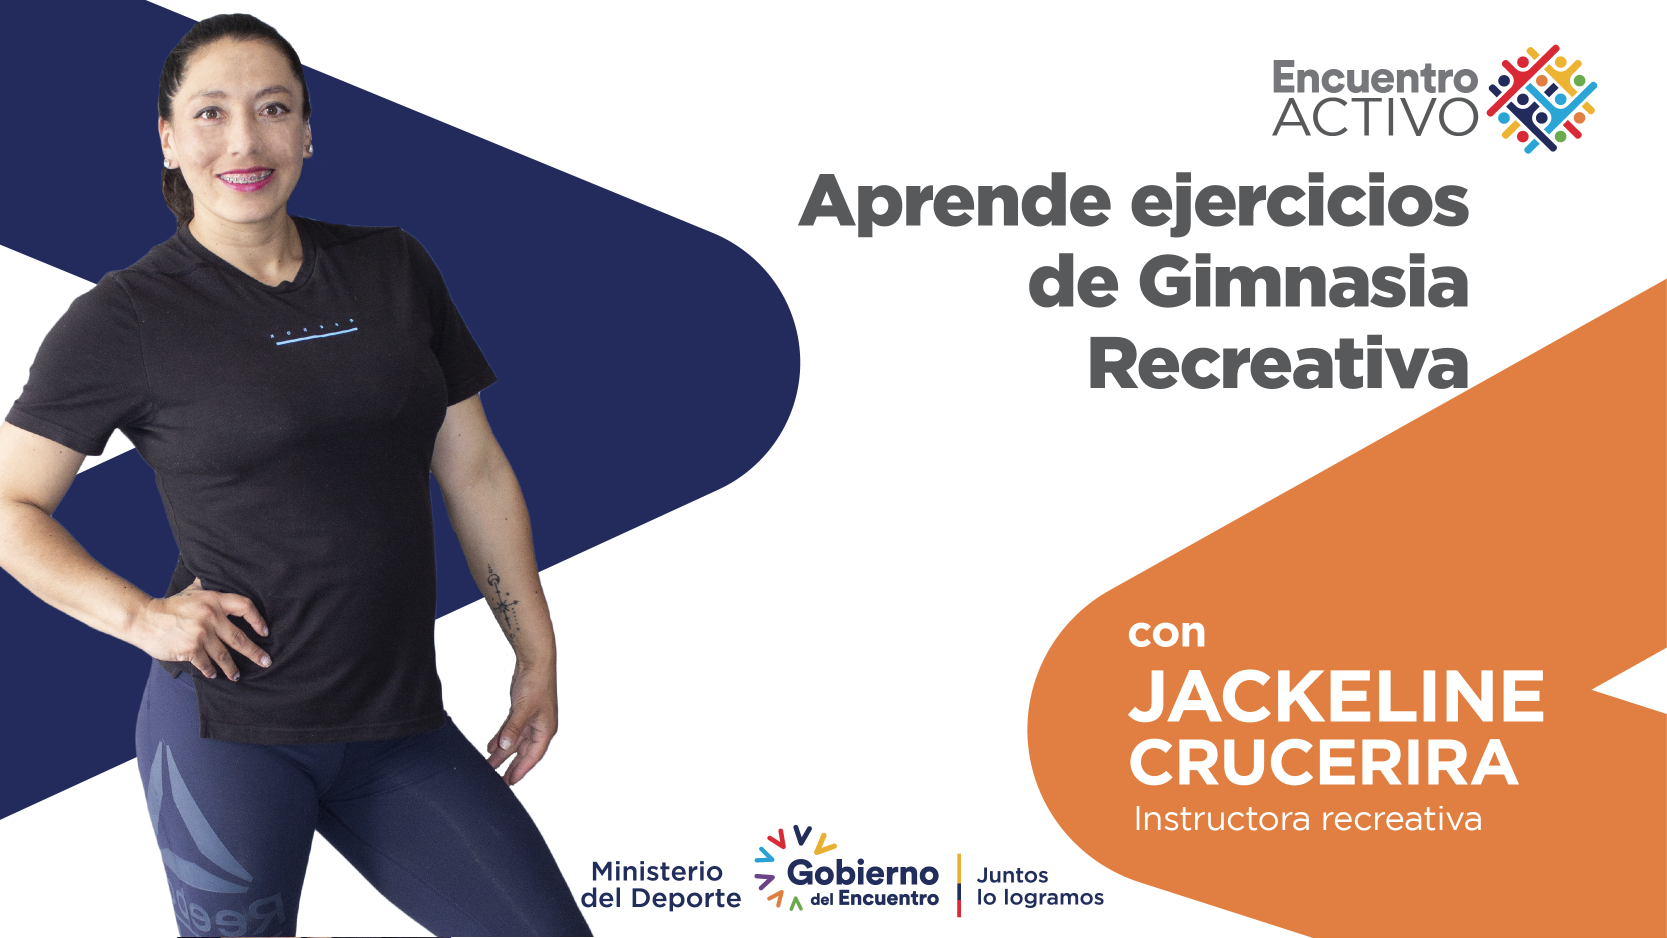 Encuentro
ACTIVO
Aprende ejercicios
de Gimnasia
Recreativa
con
JACKELINE
CRUCERIRA
Instructora recreativa
Ministerio
del Deporte
Gobierno
del Encuentro
Juntos
lo logramos